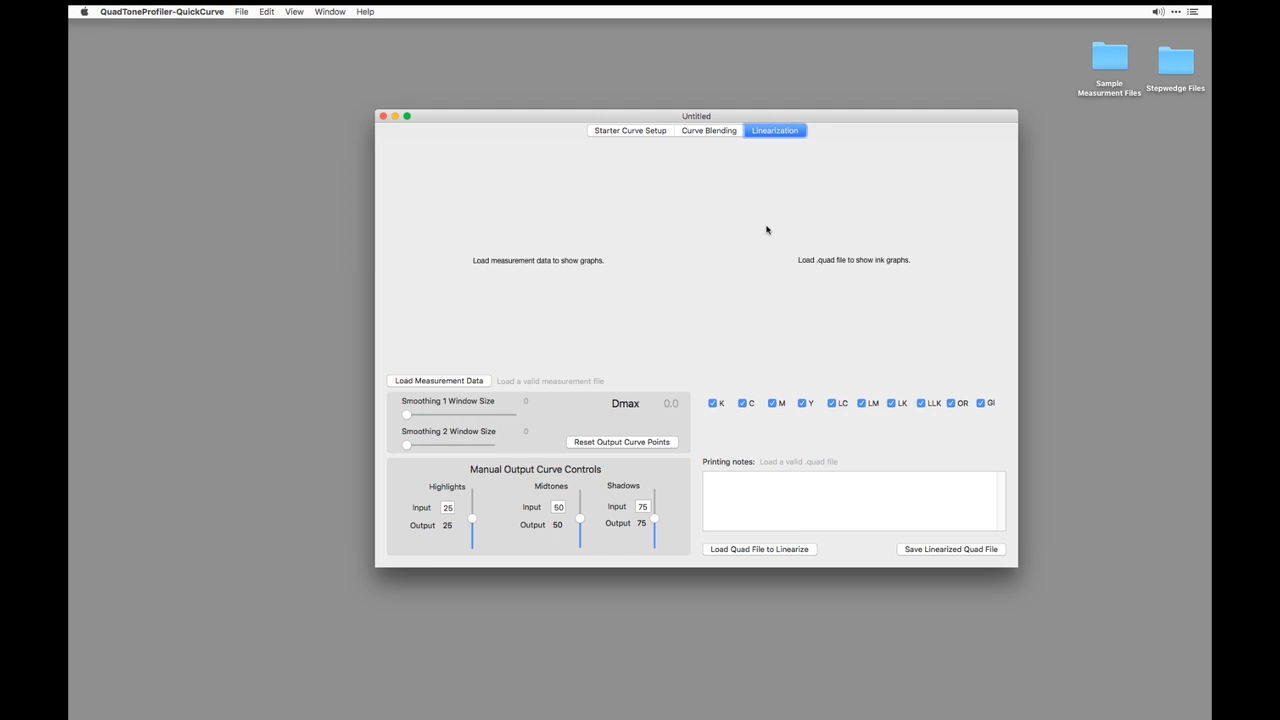 QuadToneProfiler-QuickCurve File Edit View Window Help
Sample
Measurment Files
Stepwedge Files
Untitled
Starter Curve Setup Curve Blending Linearization
Load measurement data to show graphs.
Load .quad file to show ink graphs.
Load Measurement Data Load a valid measurement file
Smoothing 1 Window Size 0
Dmax 0.0
K C M Y LC LM LK LLK OR Gl
Smoothing 2 Window Size 0
Reset Output Curve Points
Manual Output Curve Controls
Highlights Midtones Shadows
Input 25 Input 50 Input 75
Output 25 Output 50 Output 75
Printing notes: Load a valid .quad file
Load Quad File to Linearize Save Linearized Quad File